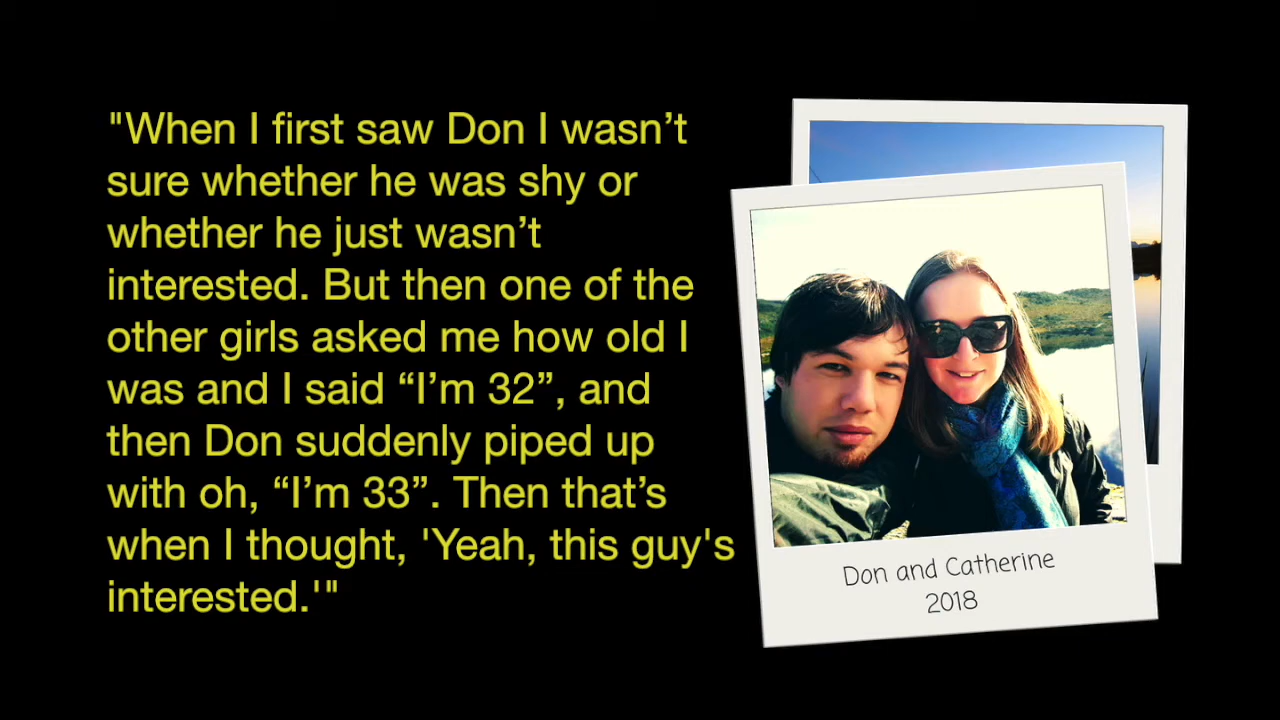 "When I first saw Don I wasn’t
sure whether he was shy or
whether he just wasn’t
interested. But then one of the
other girls asked me how old I
was and I said “I’m 32”, and
then Don suddenly piped up
with oh, “I’m 33”. Then that’s
when I thought, 'Yeah, this guy's
interested.'"
Don and Catherine
2018